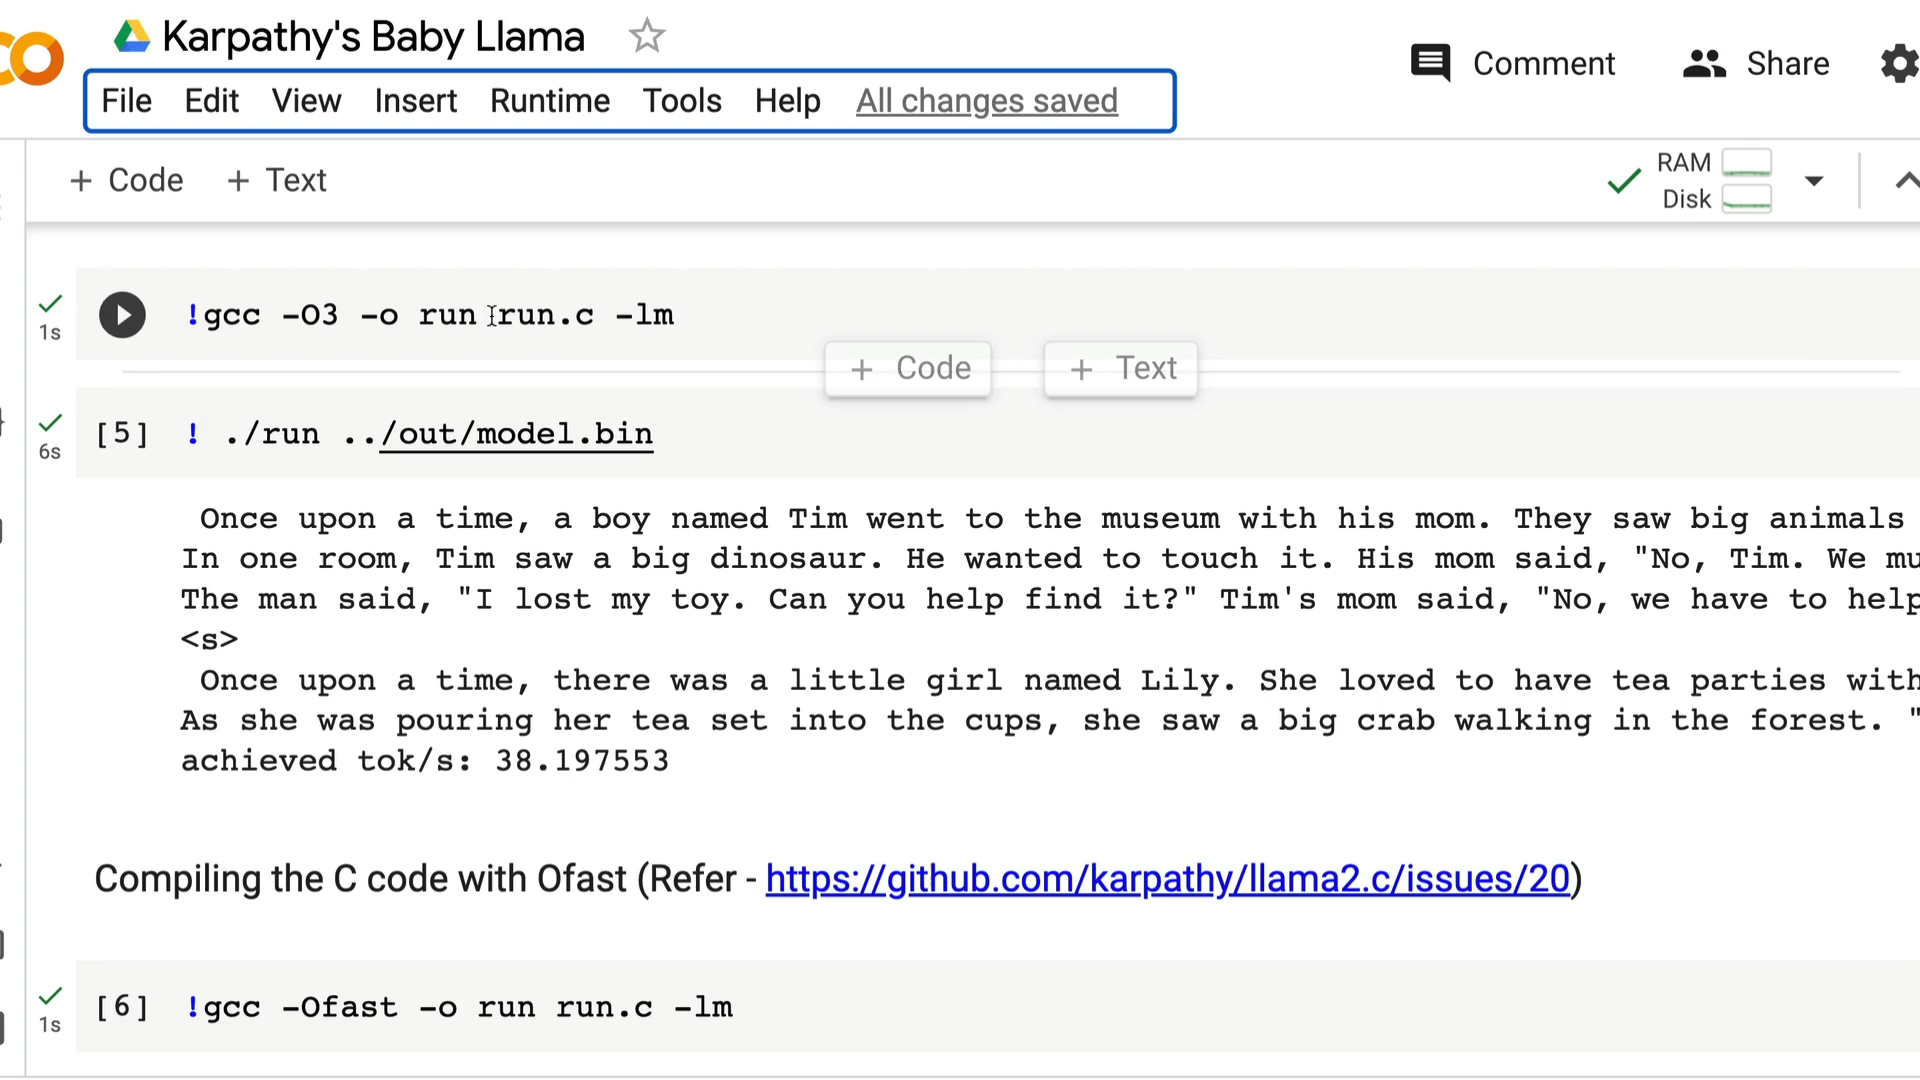 CO
Karpathy's Baby Llama
File Edit View Insert Runtime Tools Help All changes saved
Comment Share
+ Code + Text
RAM
Disk
1s
!gcc -O3 -o run run.c -lm
+ Code + Text
6s
[5] ! ./run ../out/model.bin
Once upon a time, a boy named Tim went to the museum with his mom. They saw big animals
In one room, Tim saw a big dinosaur. He wanted to touch it. His mom said, "No, Tim. We mu
The man said, "I lost my toy. Can you help find it?" Tim's mom said, "No, we have to help
<s>
Once upon a time, there was a little girl named Lily. She loved to have tea parties with
As she was pouring her tea set into the cups, she saw a big crab walking in the forest. "
achieved tok/s: 38.197553
Compiling the C code with Ofast (Refer - https://github.com/karpathy/llama2.c/issues/20)
1s
[6] !gcc -Ofast -o run run.c -lm